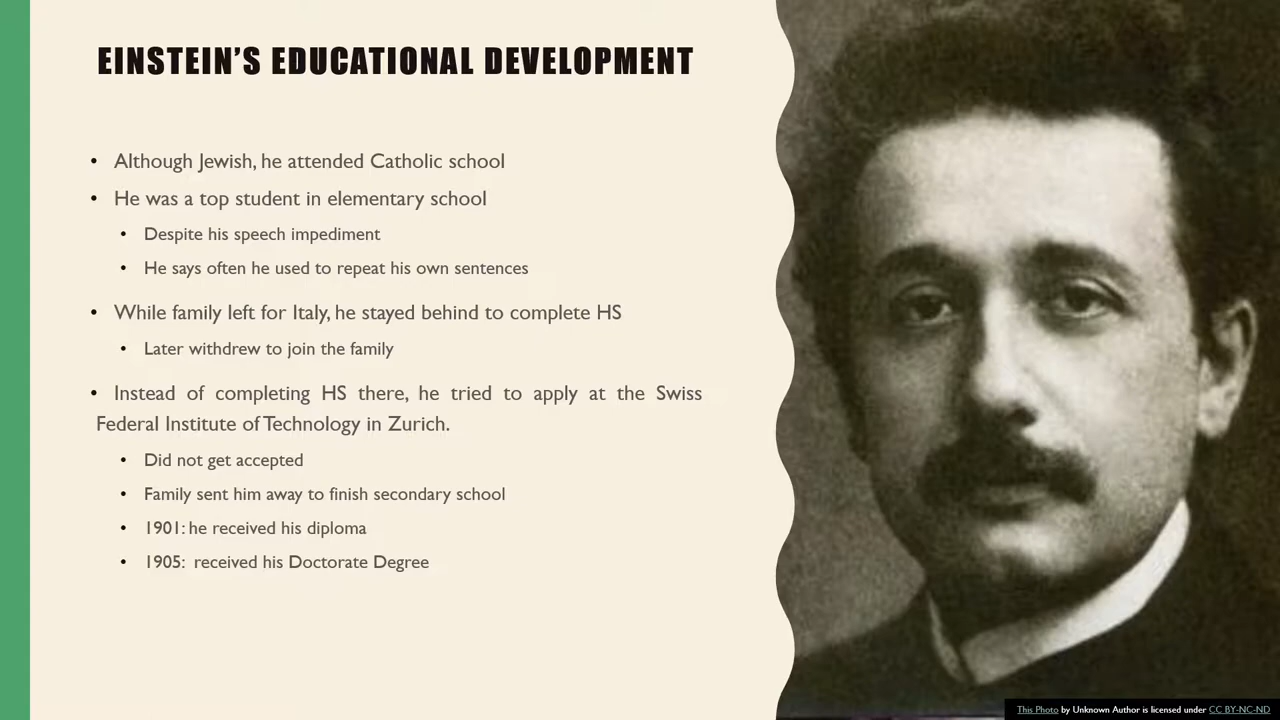 EINSTEIN'S EDUCATIONAL DEVELOPMENT
• Although Jewish, he attended Catholic school
• He was a top student in elementary school
• Despite his speech impediment
• He says often he used to repeat his own sentences
• While family left for Italy, he stayed behind to complete HS
• Later withdrew to join the family
• Instead of completing HS there, he tried to apply at the Swiss
Federal Institute of Technology in Zurich.
• Did not get accepted
• Family sent him away to finish secondary school
• 1901: he received his diploma
• 1905: received his Doctorate Degree
This Photo by Unknown Author is licensed under CC BY-NC-ND